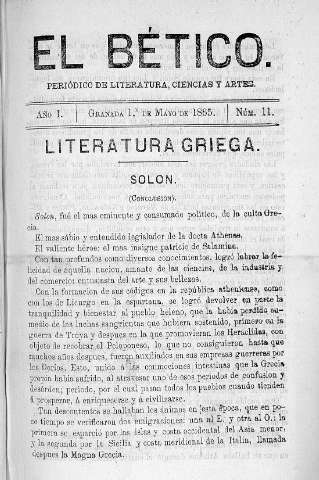 EL BÉTICO.
PERIÓDICO DE LITERATURA, CIENCIAS Y ARTES.
AÑO I. GRANADA 1.º DE MAYO DE 1865. NÚM. 11.
LITERATURA GRIEGA.
SOLON.
(CONCLUSION).
Solon, fué el mas eminente y consumado político, de la culta Gre-
cia.
El mas sábio y entendido legislador de la docta Athenas.
El valiente héroe: el mas insigne patricio de Salamina.
Con tan profundos como diversos conocimientos, logró labrar la fe-
licidad de aquella nacion, amante de las ciencias, de la industria y
del comercio entusiasta del arte y sus bellezas.
Con la formacion de sus códigos en la república atheniense, como
con los de Liturgo en la espartana, se logró devolver en parte la
tranquilidad y bienestar al pueblo heleno, que la habia perdido en
medio de las luchas sangrientas que hubiera sostenido, primero en la
guerra de Troya y despues en la que promovieran los Heraclidas, con
objeto de recobrar el Peloponeso, lo que no consiguieron hasta que
muchos años despues, fueron auxiliados en sus empresas guerreras por
los Dorios. Esto, unido á las conmociones intestinas que la Grecia
propia habia sufrido, al atravesar uno de esos periodos de confusion y
desórden; periodo, por el cual pasan todos los pueblos cuando tienden
á prosperar, á enriquecerse y á civilizarse.
Tan descontentos se hallaban los ánimos en esta época, que en po-
co tiempo se verificaron dos emigraciones: una al E. y otra al O.: la
primera se esparció por las islas y costa occidental del Asia menor,
y la segunda por la Sicilia y costa meridional de la Italia, llamada
despues la Magna Grecia.